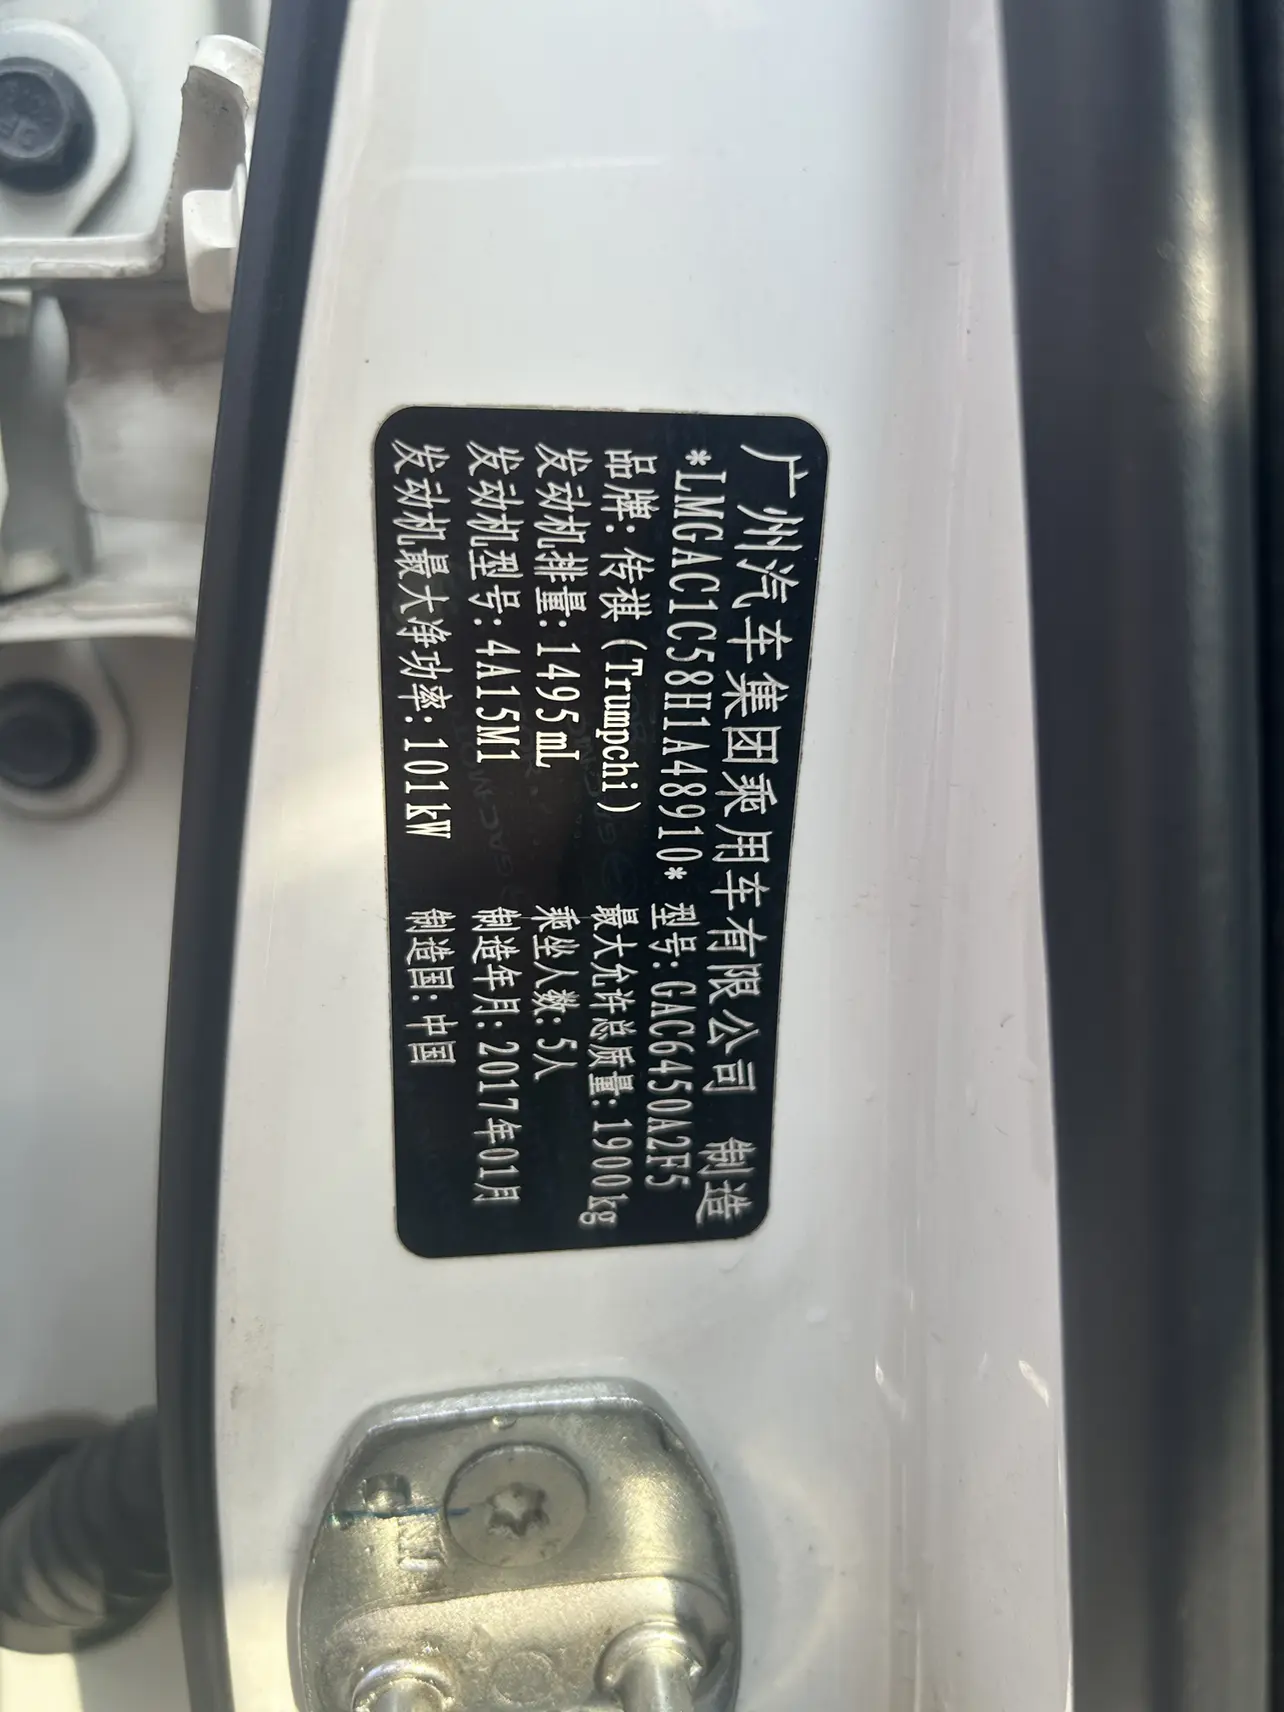 广州汽车集团乘用车有限公司 制造
*LMGAC1C58H1A48910* 型号:GAC6450A2F5
品牌:传祺(Trumpchi) 最大允许总质量:1900kg
发动机排量:1495mL 乘坐人数:5人
发动机型号:4A15M1 制造年月:2017年01月
发动机最大净功率:101kW 制造国:中国